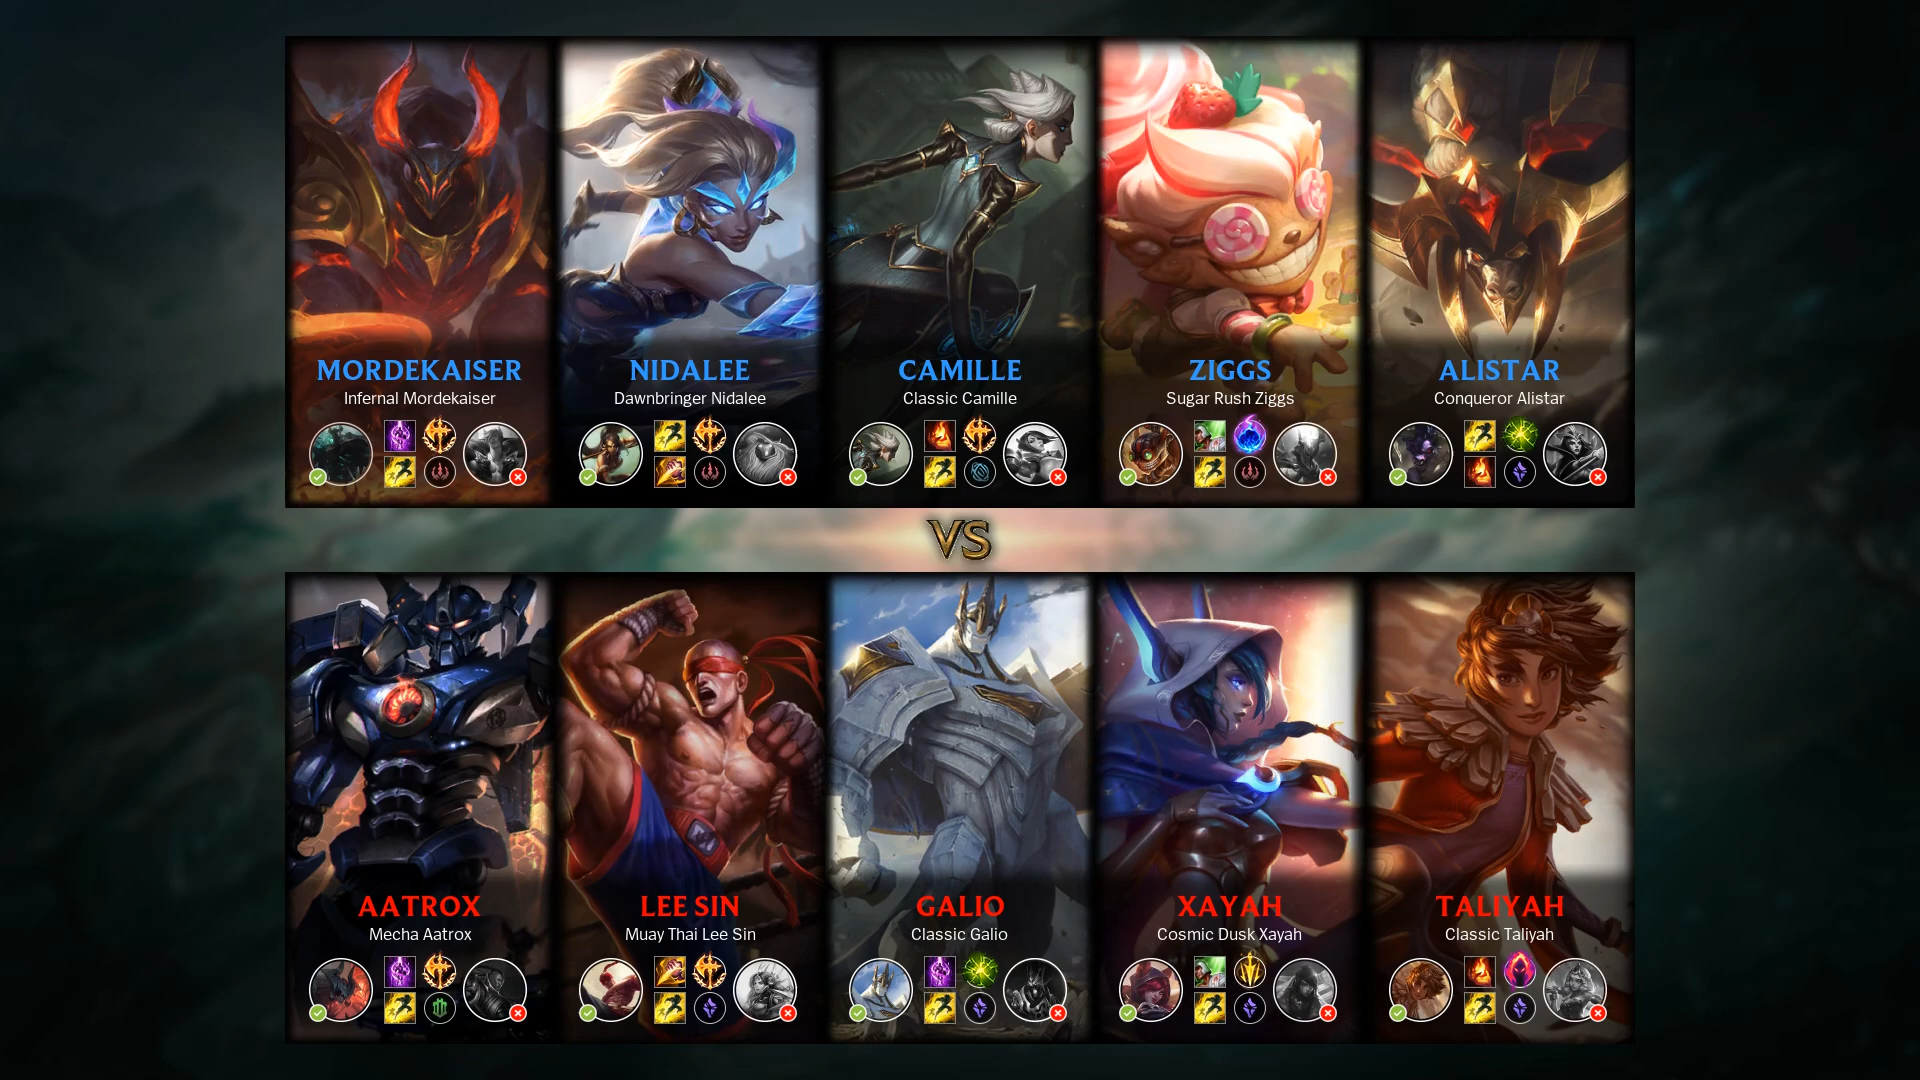 MORDEKAISER
Infernal Mordekaiser
NIDALEE
Dawnbringer Nidalee
CAMILLE
Classic Camille
ZIGGS
Sugar Rush Ziggs
ALISTAR
Conqueror Alistar
VS
AATROX
Mecha Aatrox
LEE SIN
Muay Thai Lee Sin
GALIO
Classic Galio
XAYAH
Cosmic Dusk Xayah
TALIYAH
Classic Taliyah